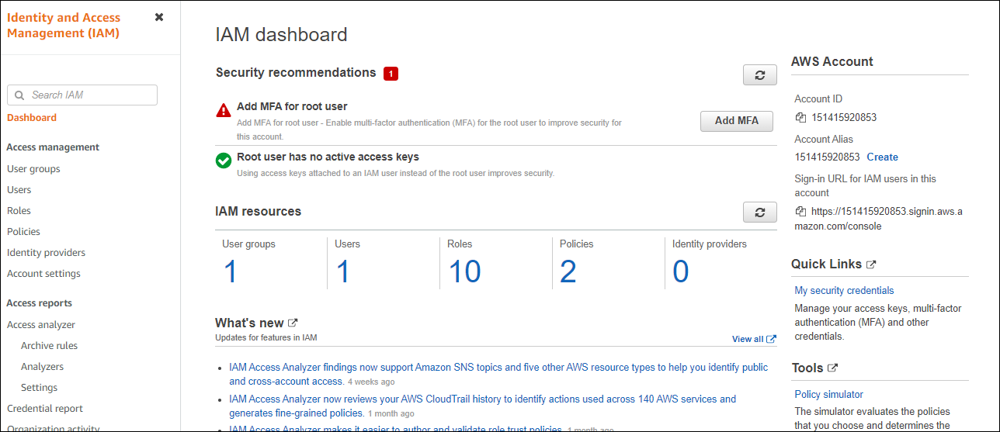 Identity and Access
Management (IAM)
Search IAM
Dashboard
Access management
User groups
Users
Roles
Policies
Identity providers
Account settings
Access reports
Access analyzer
Archive rules
Analyzers
Settings
Credential report
Organization activity
IAM dashboard
Security recommendations 1
Add MFA for root user
Add MFA for root user - Enable multi-factor authentication (MFA) for the root user to improve security for
this account.
Add MFA
Root user has no active access keys
Using access keys attached to an IAM user instead of the root user improves security.
IAM resources
User groups
1
Users
1
Roles
10
Policies
2
Identity providers
0
What's new
Updates for features in IAM
View all
IAM Access Analyzer findings now support Amazon SNS topics and five other AWS resource types to help you identify public
and cross-account access. 4 weeks ago
IAM Access Analyzer now reviews your AWS CloudTrail history to identify actions used across 140 AWS services and
generates fine-grained policies. 1 month ago
IAM Access Analyzer makes it easier to author and validate role trust policies. 1 month ago
AWS Account
Account ID
151415920853
Account Alias
151415920853 Create
Sign-in URL for IAM users in this
account
https://151415920853.signin.aws.a
mazon.com/console
Quick Links
My security credentials
Manage your access keys, multi-factor
authentication (MFA) and other
credentials.
Tools
Policy simulator
The simulator evaluates the policies
that you choose and determines the